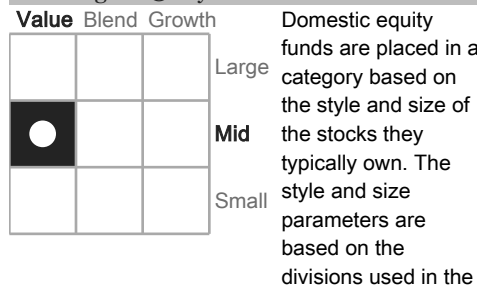 Value Blend Growth
Large
Mid
Small
Domestic equity
funds are placed in a
category based on
the style and size of
the stocks they
typically own. The
style and size
parameters are
based on the
divisions used in the